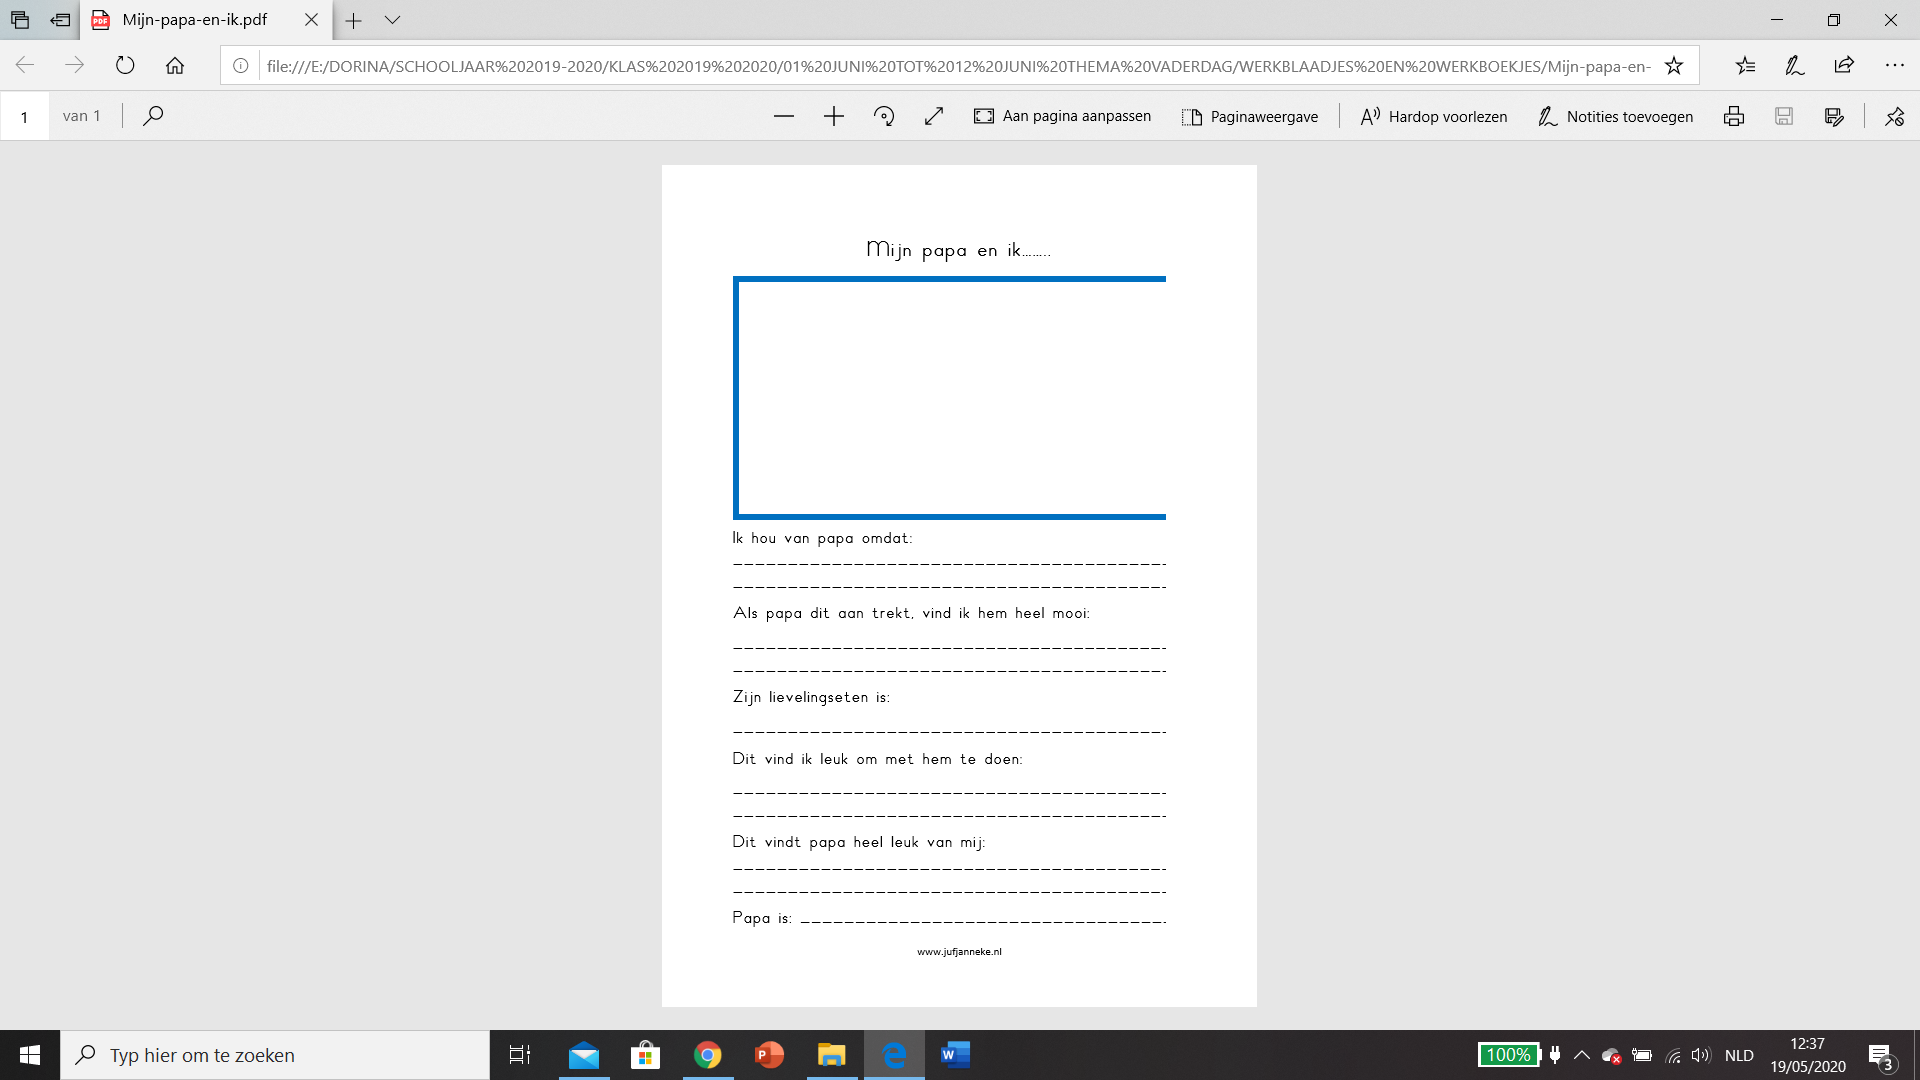 Mijn-papa-en-ik.pdf
file:///E:/DORINA/SCHOOLJAAR%202019-2020/KLAS%202019%202020/01%20JUNI%20TOT%2012%20JUNI%20THEMA%20VADERDAG/WERKBLAADJES%20EN%20WERKBOEKJES/Mijn-papa-en-
1 van 1 Aan pagina aanpassen Paginaweergave Hardop voorlezen Notities toevoegen
Mijn papa en ik........
Ik hou van papa omdat:
Als papa dit aan trekt, vind ik hem heel mooi:
Zijn lievelingseten is:
Dit vind ik leuk om met hem te doen:
Dit vindt papa heel leuk van mij:
Papa is:
www.jufjanneke.nl
Typ hier om te zoeken 100% NLD 12:37
19/05/2020 3